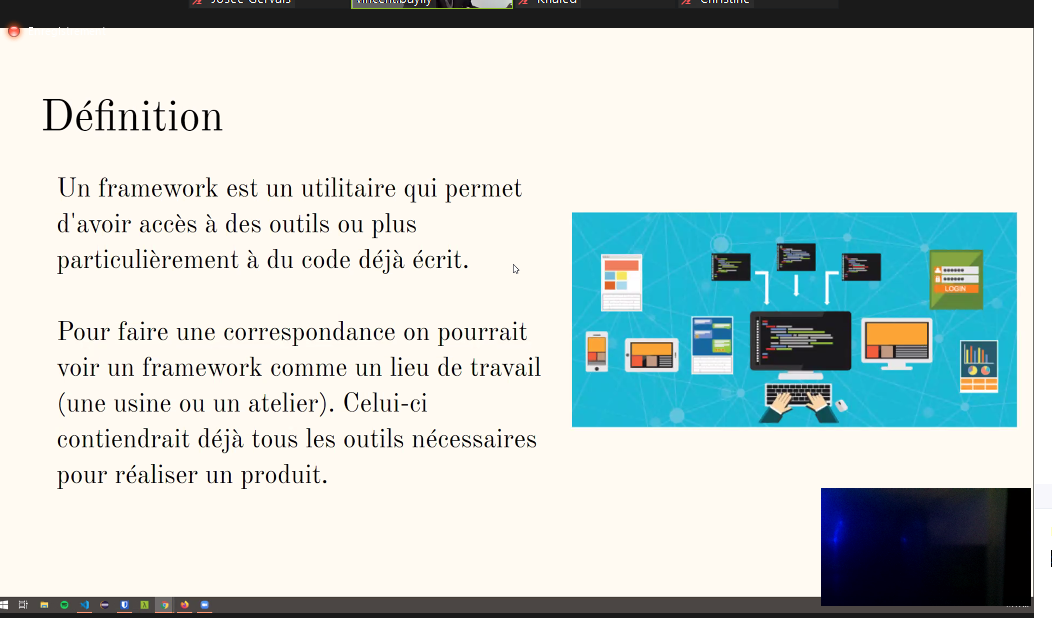 Josée Gervais
vincent.bayily
Khaled
Christine
Définition
Un framework est un utilitaire qui permet
d'avoir accès à des outils ou plus
particulièrement à du code déjà écrit.
Pour faire une correspondance on pourrait
voir un framework comme un lieu de travail
(une usine ou un atelier). Celui-ci
contiendrait déjà tous les outils nécessaires
pour réaliser un produit.
LOGIN